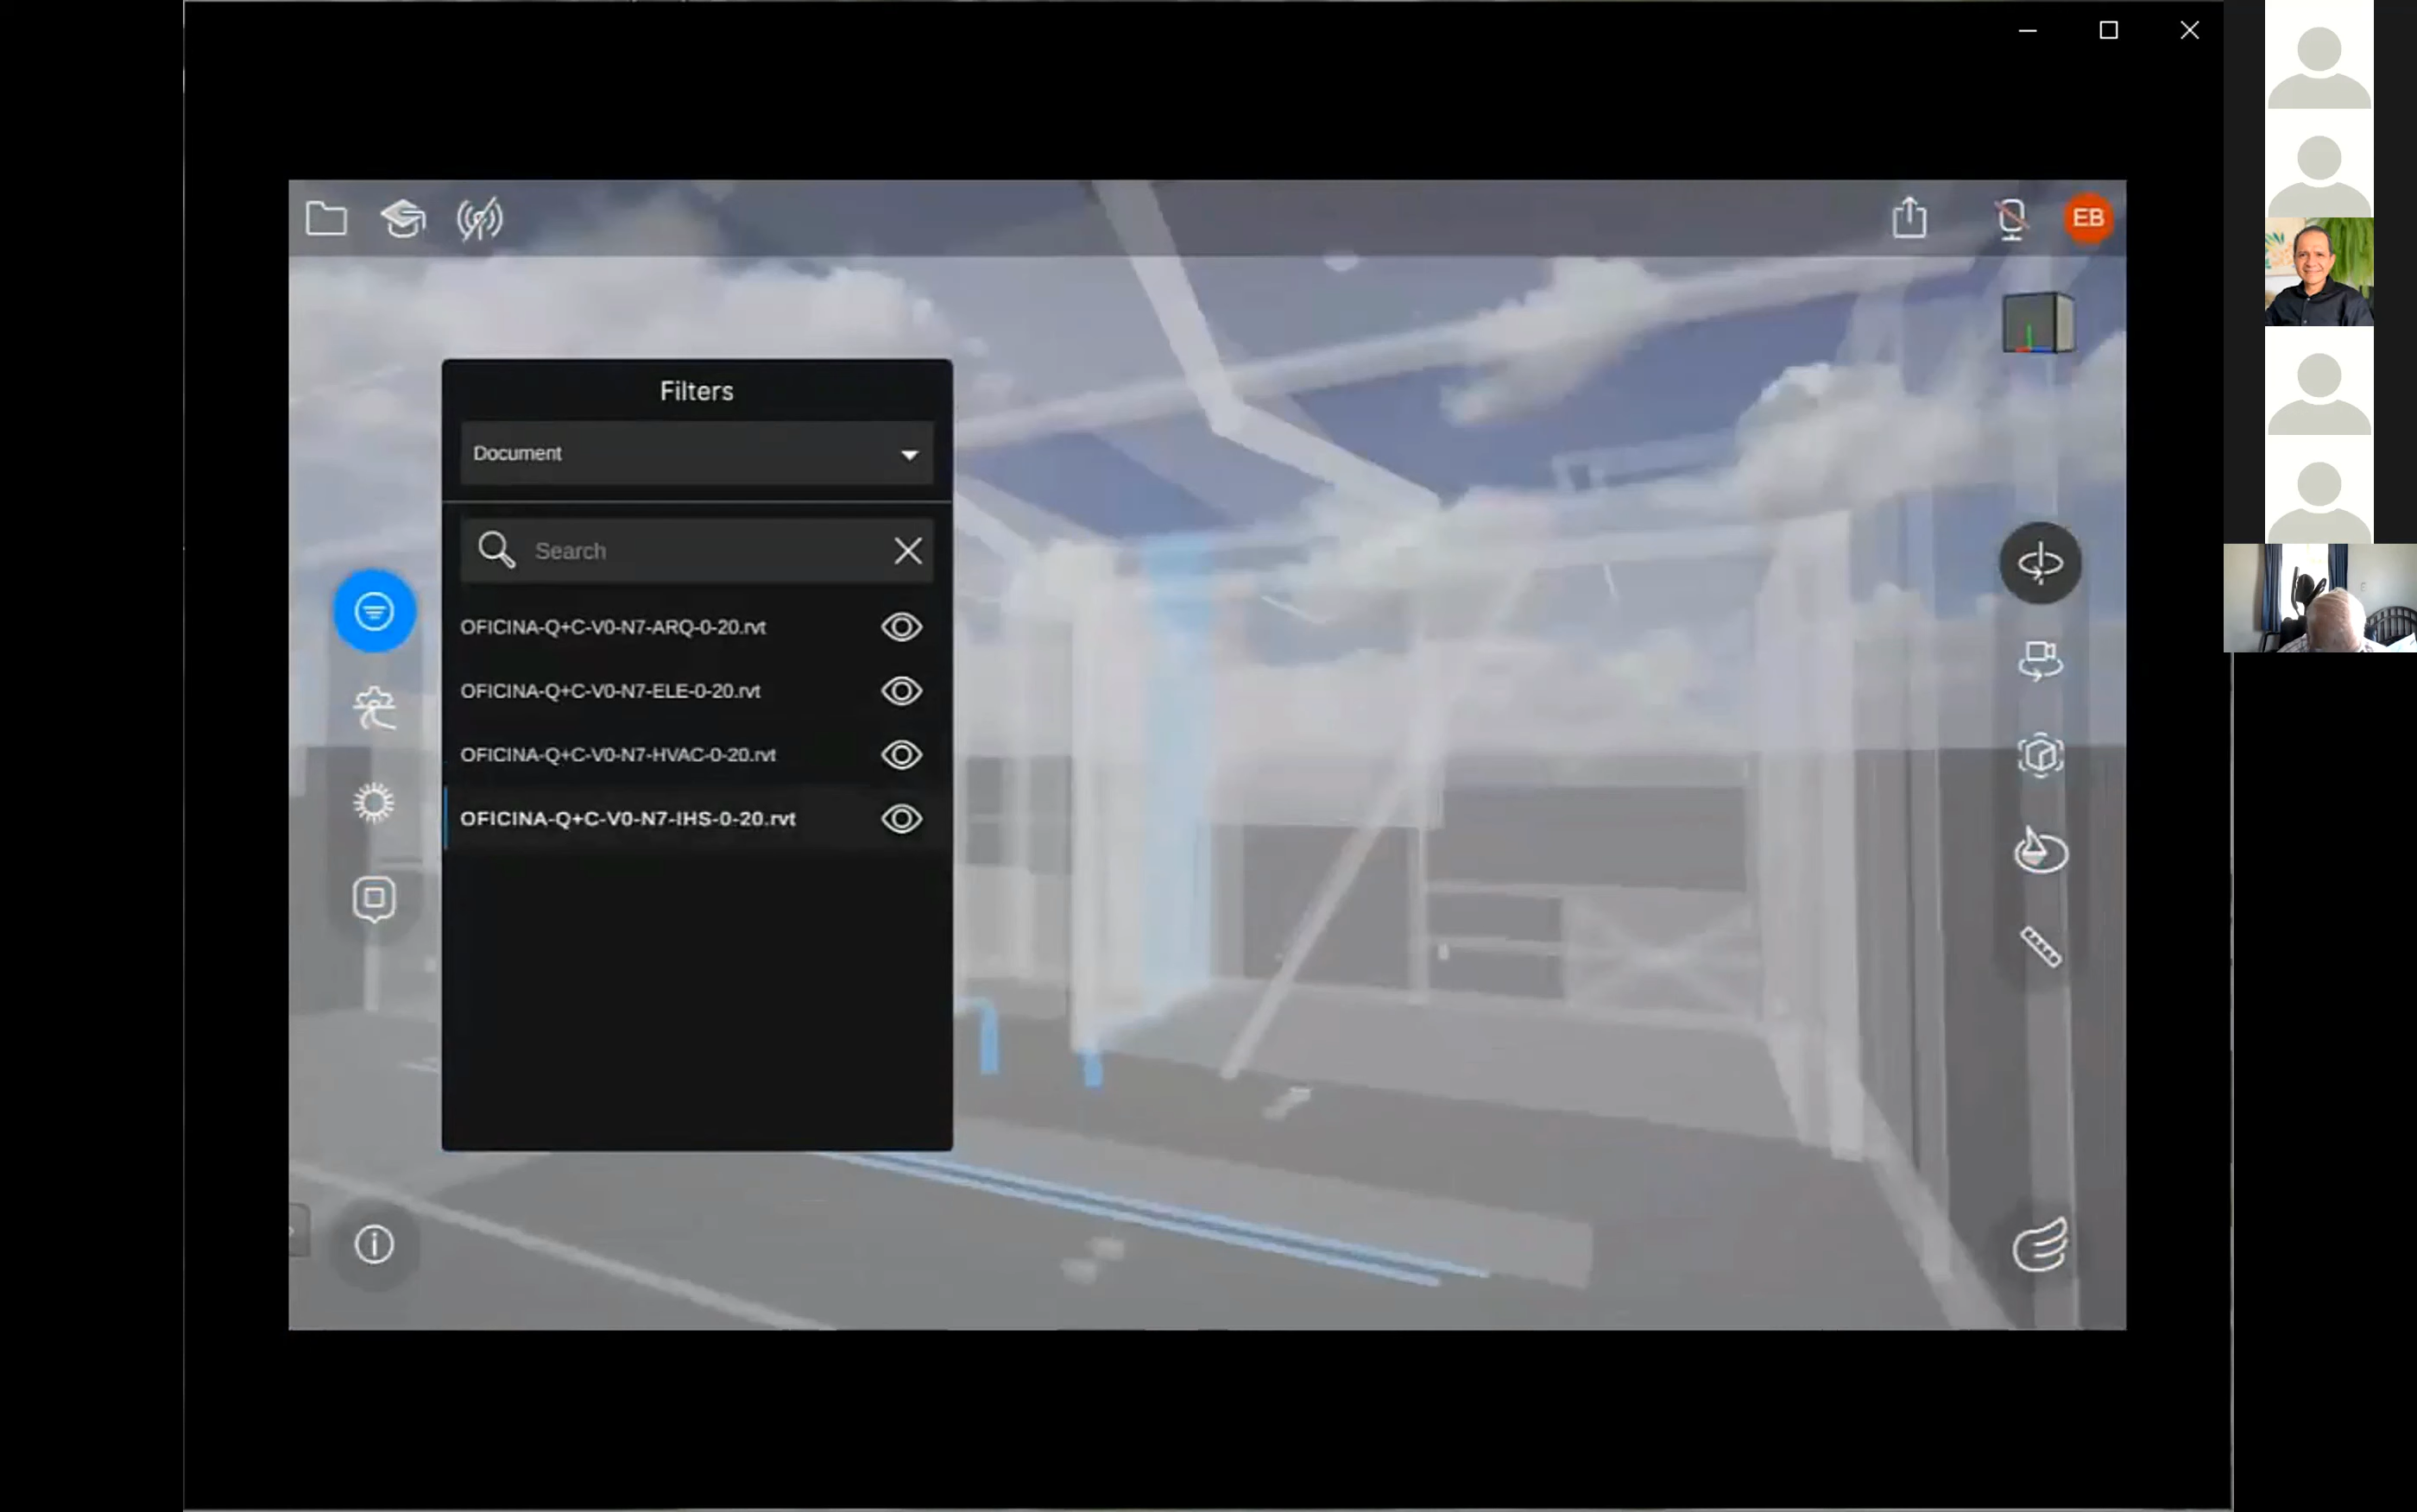 EB
Filters
Document
Search
OFICINA-Q+C-V0-N7-ARQ-0-20.rvt
OFICINA-Q+C-V0-N7-ELE-0-20.rvt
OFICINA-Q+C-V0-N7-HVAC-0-20.rvt
OFICINA-Q+C-V0-N7-IHS-0-20.rvt